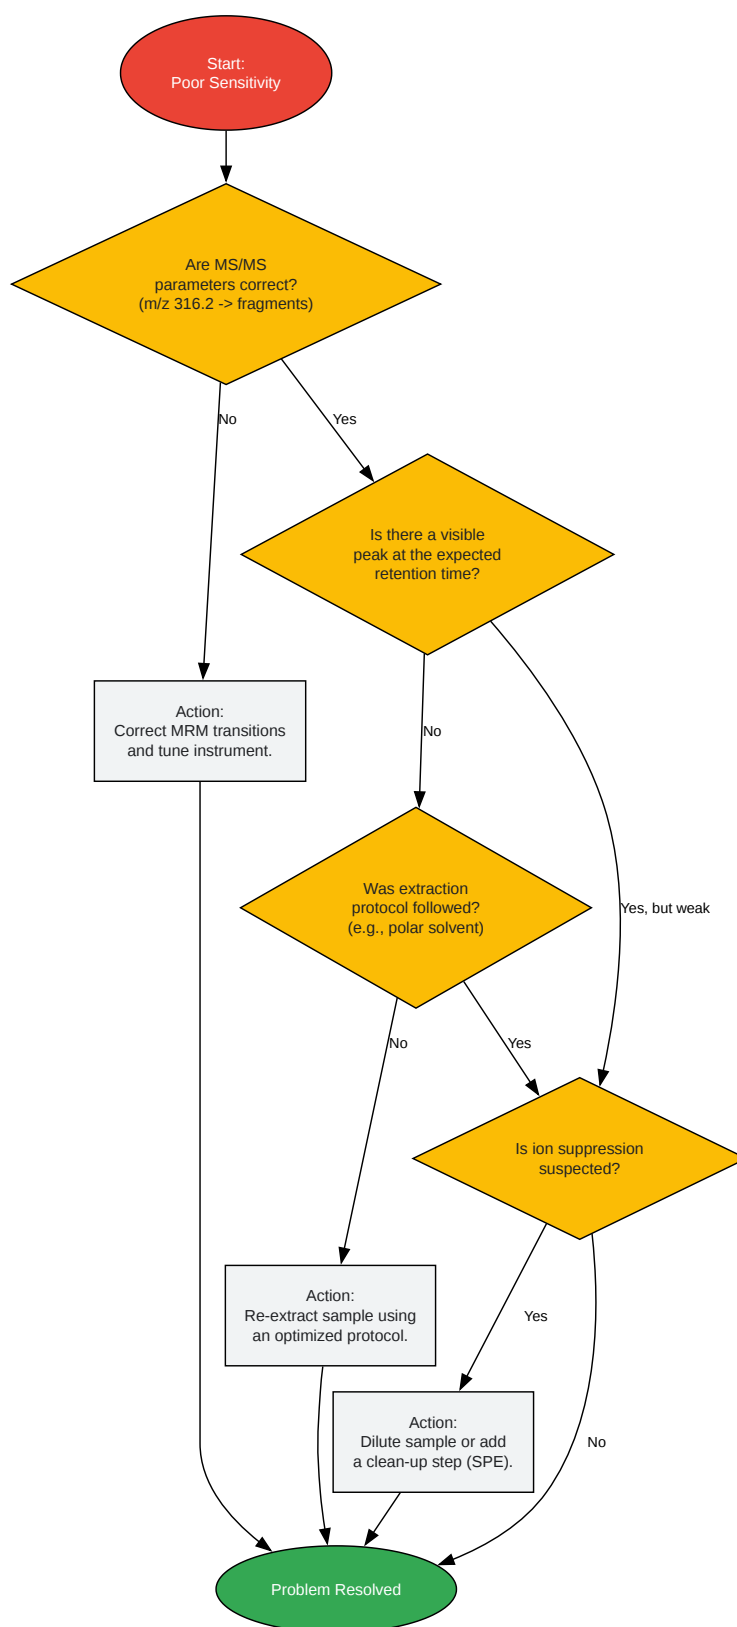 Start:
Poor Sensitivity
Are MS/MS
parameters correct?
(m/z 316.2 -> fragments)
No
Yes
Is there a visible
peak at the expected
retention time?
Action:
Correct MRM transitions
and tune instrument.
No
Was extraction
protocol followed?
(e.g., polar solvent)
Yes, but weak
No
Yes
Is ion suppression
suspected?
Action:
Re-extract sample using
an optimized protocol.
Yes
Action:
Dilute sample or add
a clean-up step (SPE).
No
Problem Resolved